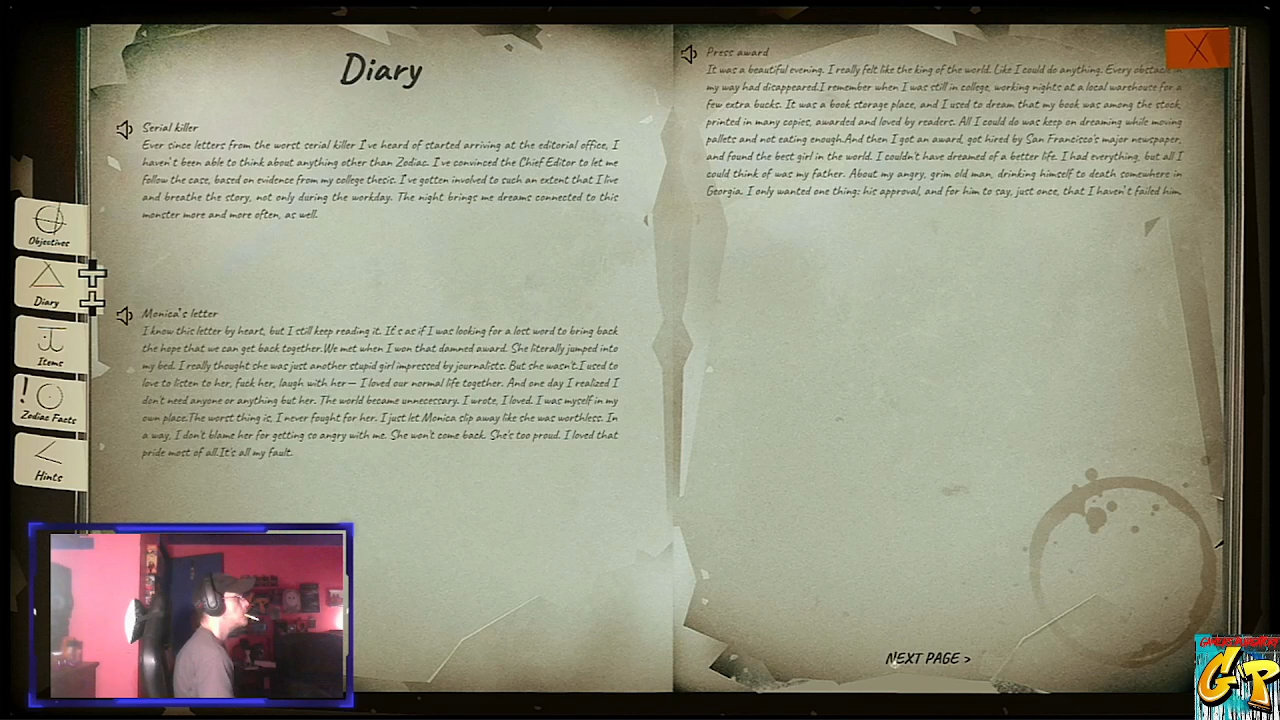 Diary
Serial killer
Ever since letters from the worst serial killer I've heard of started arriving at the editorial office, I
haven't been able to think about anything other than Zodiac. I've convinced the Chief Editor to let me
follow the case, based on evidence from my college thesis. I've gotten involved to such an extent that I live
and breathe the story, not only during the workday. The night brings me dreams connected to this
monster more and more often, as well.
Monica's letter
I know this letter by heart, but I still keep reading it. It's as if I was looking for a lost word to bring back
the hope that we can get back together.We met when I won that damned award. She literally jumped into
my bed. I really thought she was just another stupid girl impressed by journalists. But she wasn't.I used to
love to listen to her, fuck her, laugh with her — I loved our normal life together. And one day I realized I
don't need anyone or anything but her. The world became unnecessary. I wrote, I loved. I was myself in my
own place.The worst thing is, I never fought for her. I just let Monica slip away like she was worthless. In
a way, I don't blame her for getting so angry with me. She won't come back. She's too proud. I loved that
pride most of all.It's all my fault.
Press award
It was a beautiful evening. I really felt like the king of the world. Like I could do anything. Every obstacle in
my way had disappeared.I remember when I was still in college, working nights at a local warehouse for a
few extra bucks. It was a book storage place, and I used to dream that my book was among the stock,
printed in many copies, awarded and loved by readers. All I could do was keep on dreaming while moving
pallets and not eating enough.And then I got an award, got hired by San Francisco's major newspaper,
and found the best girl in the world. I couldn't have dreamed of a better life. I had everything, but all I
could think of was my father. About my angry, grim old man, drinking himself to death somewhere in
Georgia. I only wanted one thing: his approval, and for him to say, just once, that I haven't failed him.
X
Objectives
Diary
Items
!
Zodiac Facts
Hints
NEXT PAGE >
GP